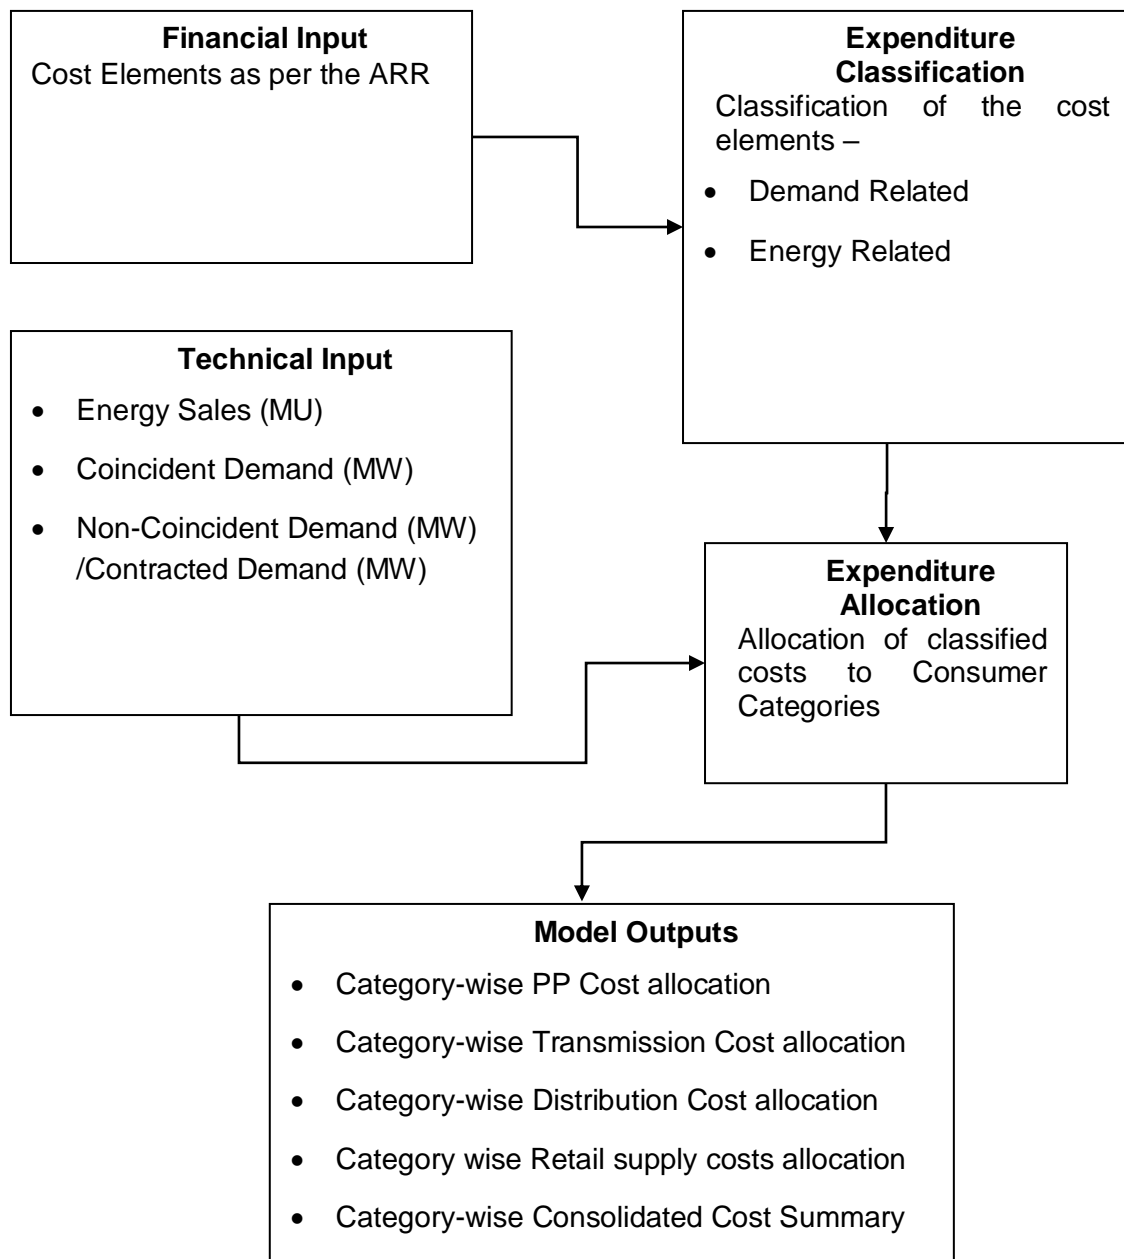 Financial Input
Cost Elements as per the ARR
Expenditure
Classification
Classification of the cost
elements –
• Demand Related
• Energy Related
Technical Input
• Energy Sales (MU)
• Coincident Demand (MW)
• Non-Coincident Demand (MW)
/Contracted Demand (MW)
Expenditure
Allocation
Allocation of classified
costs to Consumer
Categories
Model Outputs
• Category-wise PP Cost allocation
• Category-wise Transmission Cost allocation
• Category-wise Distribution Cost allocation
• Category wise Retail supply costs allocation
• Category-wise Consolidated Cost Summary